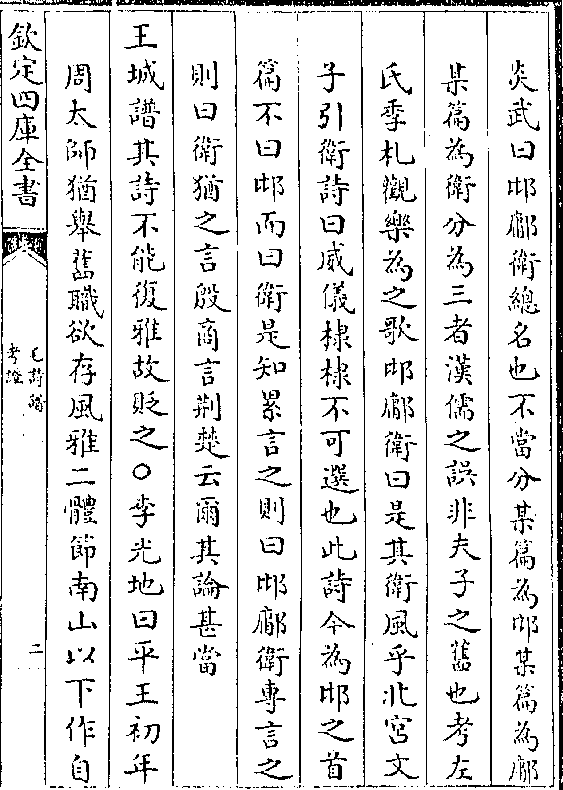 炎武曰邶鄘衛總名也不當分某篇為邶某篇為鄘
某篇為衛分為三者漢儒之誤非夫子之舊也考左
氏季札觀樂為之歌邶鄘衛曰是其衛風乎北宮文
子引衛詩曰威儀棣棣不可選也此詩今為邶之首
篇不曰邶而曰衛是知累言之則曰邶鄘衛專言之
則曰衛猶之言殷商言荆楚云爾其論甚當
王城譜其詩不能復雅故貶之○李光地曰平王初年
周太師猶舉舊職欲存風雅二體節南山以下作自
欽定四庫全書
毛詩譜
考證
二